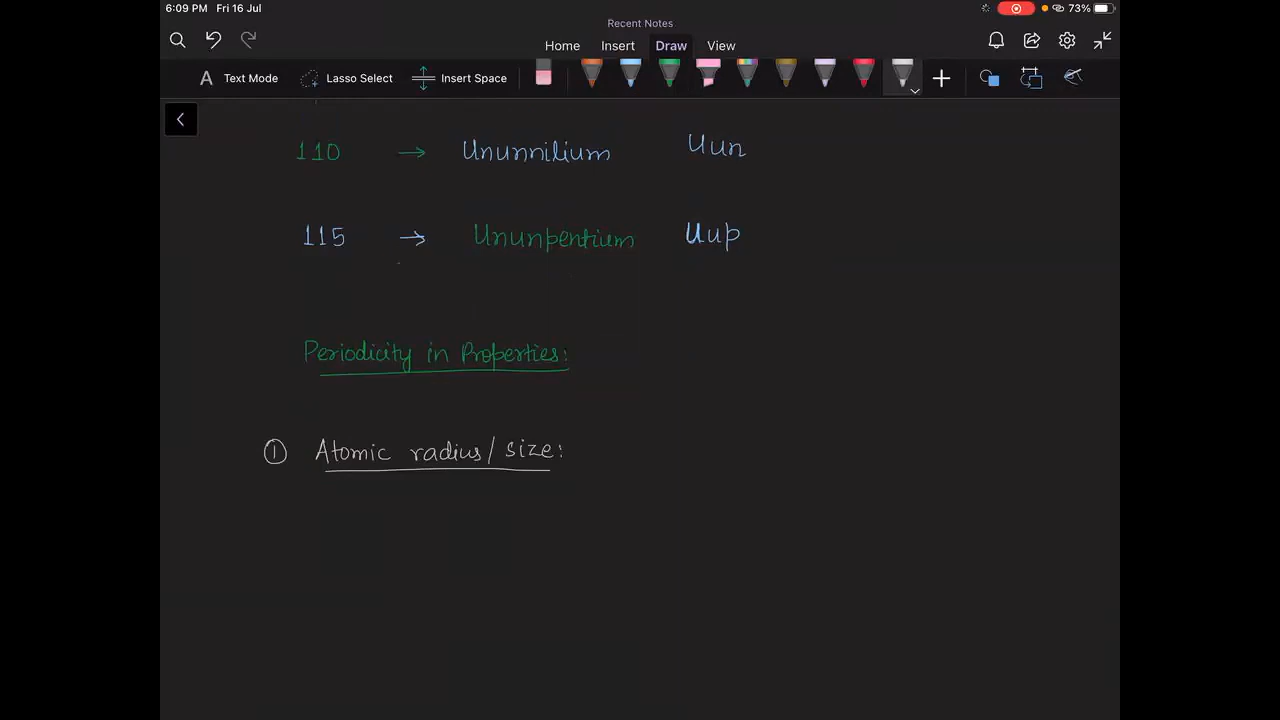 6:09 PM Fri 16 Jul
73%
Recent Notes
Home Insert Draw View
A Text Mode Lasso Select Insert Space
110 → Ununnilium Uun
115 → Ununpentium Uup
Periodicity in Properties:
① Atomic radius/size: